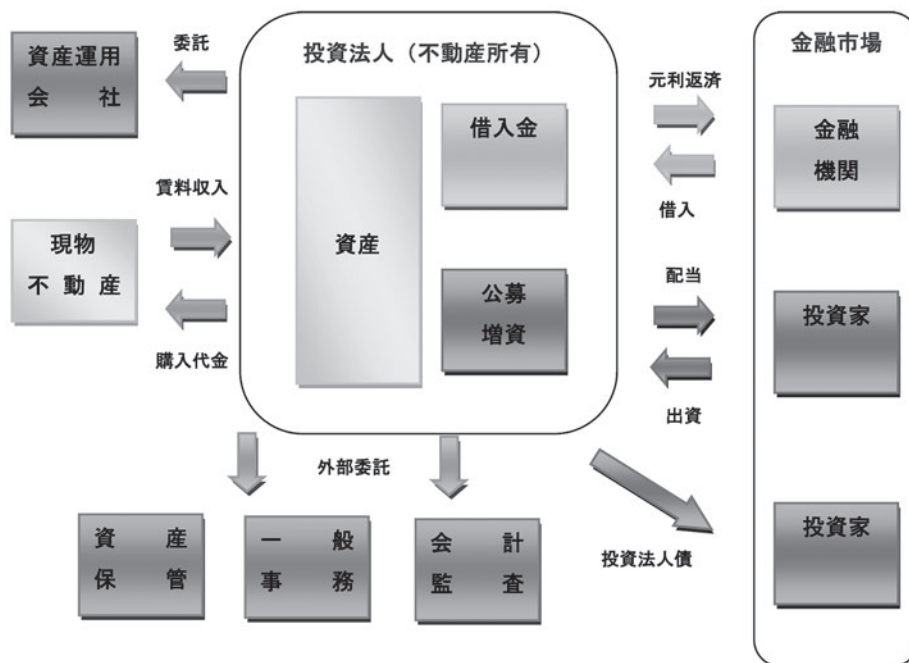 資産運用
会社
委託
賃料収入
現物
不動産
購入代金
投資法人（不動産所有）
資産
借入金
公募
増資
元利返済
借入
配当
出資
金融市場
金融
機関
投資家
投資家
外部委託
資産
保管
一般
事務
会計
監査
投資法人債